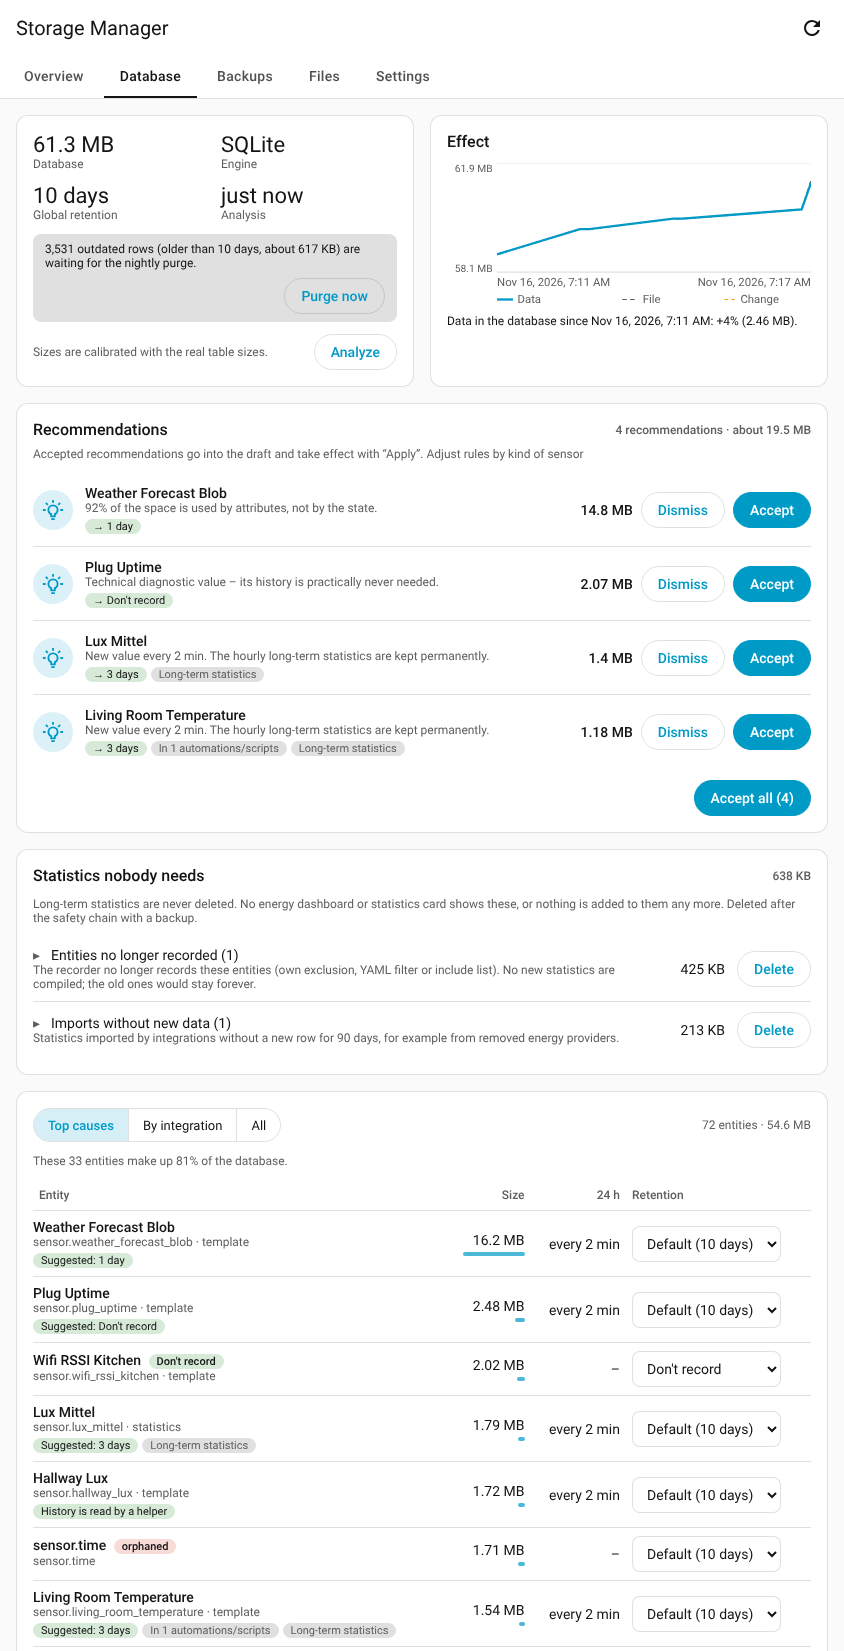 Storage Manager
Overview
Database
Backups
Files
Settings
61.3 MB
Database
SQLite
Engine
10 days
Global retention
just now
Analysis
3,531 outdated rows (older than 10 days, about 617 KB) are
waiting for the nightly purge.
Purge now
Sizes are calibrated with the real table sizes.
Analyze
Effect
61.9 MB
58.1 MB
Nov 16, 2026, 7:11 AM
Nov 16, 2026, 7:17 AM
Data
File
Change
Data in the database since Nov 16, 2026, 7:11 AM: +4% (2.46 MB).
Recommendations
4 recommendations · about 19.5 MB
Accepted recommendations go into the draft and take effect with “Apply”. Adjust rules by kind of sensor
Weather Forecast Blob
92% of the space is used by attributes, not by the state.
→ 1 day
14.8 MB
Dismiss
Accept
Plug Uptime
Technical diagnostic value – its history is practically never needed.
→ Don't record
2.07 MB
Dismiss
Accept
Lux Mittel
New value every 2 min. The hourly long-term statistics are kept permanently.
→ 3 days
Long-term statistics
1.4 MB
Dismiss
Accept
Living Room Temperature
New value every 2 min. The hourly long-term statistics are kept permanently.
→ 3 days
In 1 automations/scripts
Long-term statistics
1.18 MB
Dismiss
Accept
Accept all (4)
Statistics nobody needs
638 KB
Long-term statistics are never deleted. No energy dashboard or statistics card shows these, or nothing is added to them any more. Deleted after
the safety chain with a backup.
▸ Entities no longer recorded (1)
The recorder no longer records these entities (own exclusion, YAML filter or include list). No new statistics are
compiled; the old ones would stay forever.
425 KB
Delete
▸ Imports without new data (1)
Statistics imported by integrations without a new row for 90 days, for example from removed energy providers.
213 KB
Delete
Top causes
By integration
All
72 entities · 54.6 MB
These 33 entities make up 81% of the database.
Entity
Size
24 h
Retention
Weather Forecast Blob
sensor.weather_forecast_blob · template
Suggested: 1 day
16.2 MB
every 2 min
Default (10 days)
Plug Uptime
sensor.plug_uptime · template
Suggested: Don't record
2.48 MB
every 2 min
Default (10 days)
Wifi RSSI Kitchen
Don't record
sensor.wifi_rssi_kitchen · template
2.02 MB
–
Don't record
Lux Mittel
sensor.lux_mittel · statistics
Suggested: 3 days
Long-term statistics
1.79 MB
every 2 min
Default (10 days)
Hallway Lux
sensor.hallway_lux · template
History is read by a helper
1.72 MB
every 2 min
Default (10 days)
sensor.time
orphaned
sensor.time
1.71 MB
–
Default (10 days)
Living Room Temperature
sensor.living_room_temperature · template
Suggested: 3 days
In 1 automations/scripts
Long-term statistics
1.54 MB
every 2 min
Default (10 days)